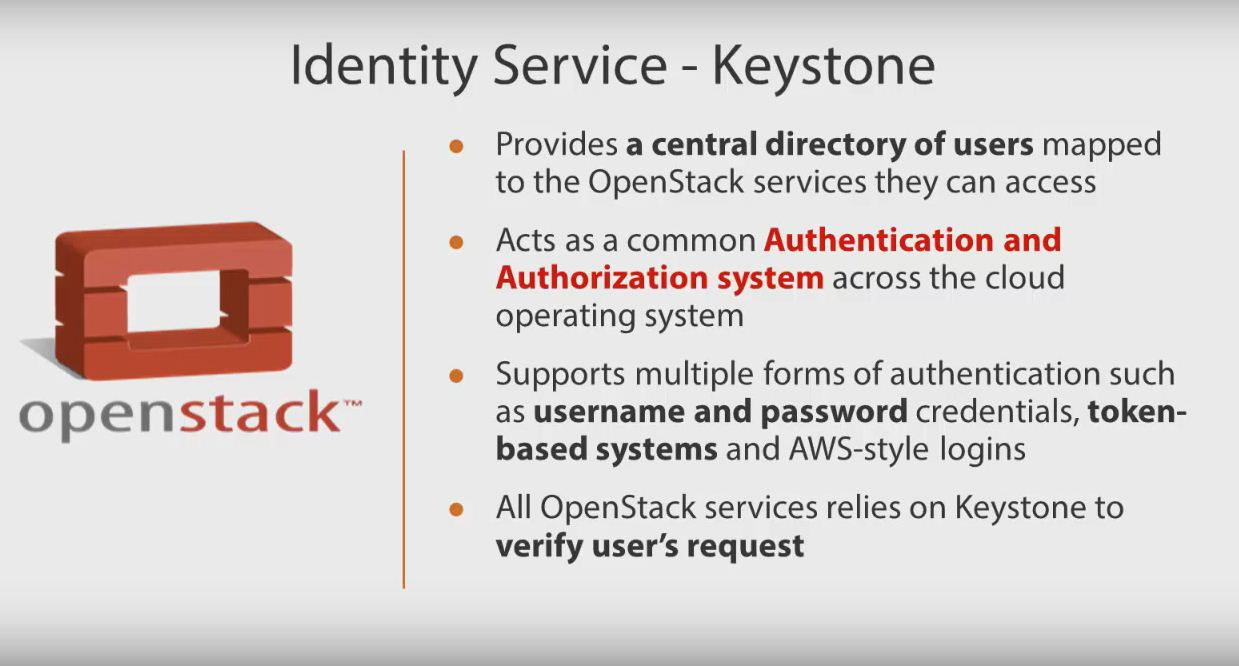 Identity Service - Keystone
● Provides a central directory of users mapped
to the OpenStack services they can access
● Acts as a common Authentication and
Authorization system across the cloud
operating system
● Supports multiple forms of authentication such
as username and password credentials, token-
based systems and AWS-style logins
● All OpenStack services relies on Keystone to
verify user’s request
openstack™